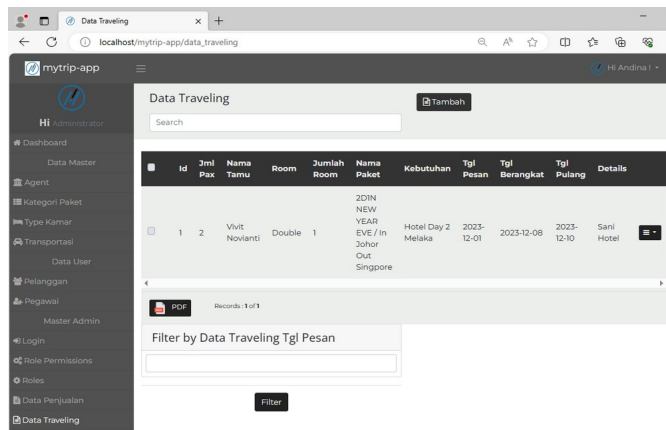 Data Traveling
localhost/mytrip-app/data_traveling
mytrip-app
Hi Andina !
Hi Administrator
Dashboard
Data Master
Agent
Kategori Paket
Type Kamar
Transportasi
Data User
Pelanggan
Pegawai
Master Admin
Login
Role Permissions
Roles
Data Penjualan
Data Traveling
Data Traveling
Tambah
Search
Id Jml Pax Nama Tamu Room Jumlah Room Nama Paket Kebutuhan Tgl Pesan Tgl Berangkat Tgl Pulang Details
1 2 Vivit Novianti Double 1 2D1N NEW YEAR EVE / In Johor Out Singpore Hotel Day 2 Melaka 2023-12-01 2023-12-08 2023-12-10 Sani Hotel
PDF
Records : 1 of 1
Filter by Data Traveling Tgl Pesan
Filter